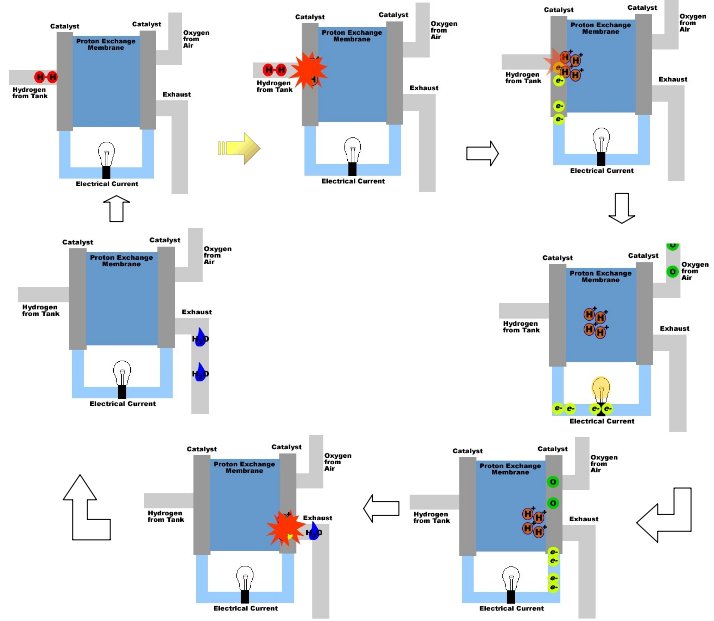 Catalyst
Catalyst
Proton Exchange
Membrane
Oxygen
from
Air
H H
Hydrogen
from Tank
Exhaust
Electrical Current
Catalyst
Catalyst
Proton Exchange
Membrane
Oxygen
from
Air
H H
Hydrogen
from Tank
Exhaust
Electrical Current
Catalyst
Catalyst
Proton Exchange
Membrane
Oxygen
from
Air
H+
H+
H+
H+
Hydrogen
from Tank
e-
e-
e-
e-
Exhaust
Electrical Current
Catalyst
Catalyst
Proton Exchange
Membrane
Oxygen
from
Air
Hydrogen
from Tank
Exhaust
H2O
H2O
Electrical Current
Catalyst
Catalyst
Proton Exchange
Membrane
O
O
Oxygen
from
Air
H+
H+
H+
H+
Hydrogen
from Tank
Exhaust
e- e- e- e-
Electrical Current
Catalyst
Catalyst
Proton Exchange
Membrane
Oxygen
from
Air
Hydrogen
from Tank
Exhaust
H2O
Electrical Current
Catalyst
Catalyst
Proton Exchange
Membrane
Oxygen
from
Air
O
O
H+
H+
H+
H+
Hydrogen
from Tank
Exhaust
e-
e-
e-
e-
Electrical Current